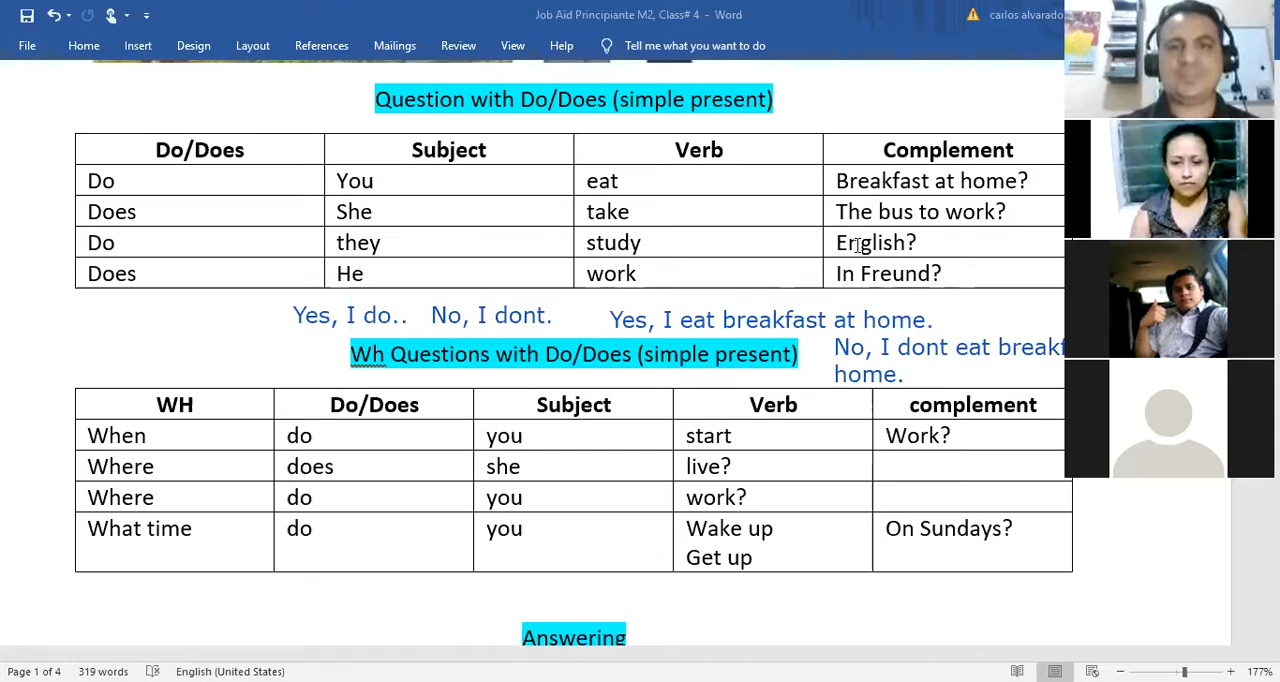 Job Aid Principiante M2, Class# 4 - Word
carlos alvarado
File Home Insert Design Layout References Mailings Review View Help Tell me what you want to do
Question with Do/Does (simple present)
Do/Does Subject Verb Complement
Do You eat Breakfast at home?
Does She take The bus to work?
Do they study English?
Does He work In Freund?
Yes, I do.. No, I dont. Yes, I eat breakfast at home.
Wh Questions with Do/Does (simple present)
No, I dont eat breakf
home.
WH Do/Does Subject Verb complement
When do you start Work?
Where does she live?
Where do you work?
What time do you Wake up On Sundays?
Get up
Answering
Page 1 of 4 319 words English (United States) 177%